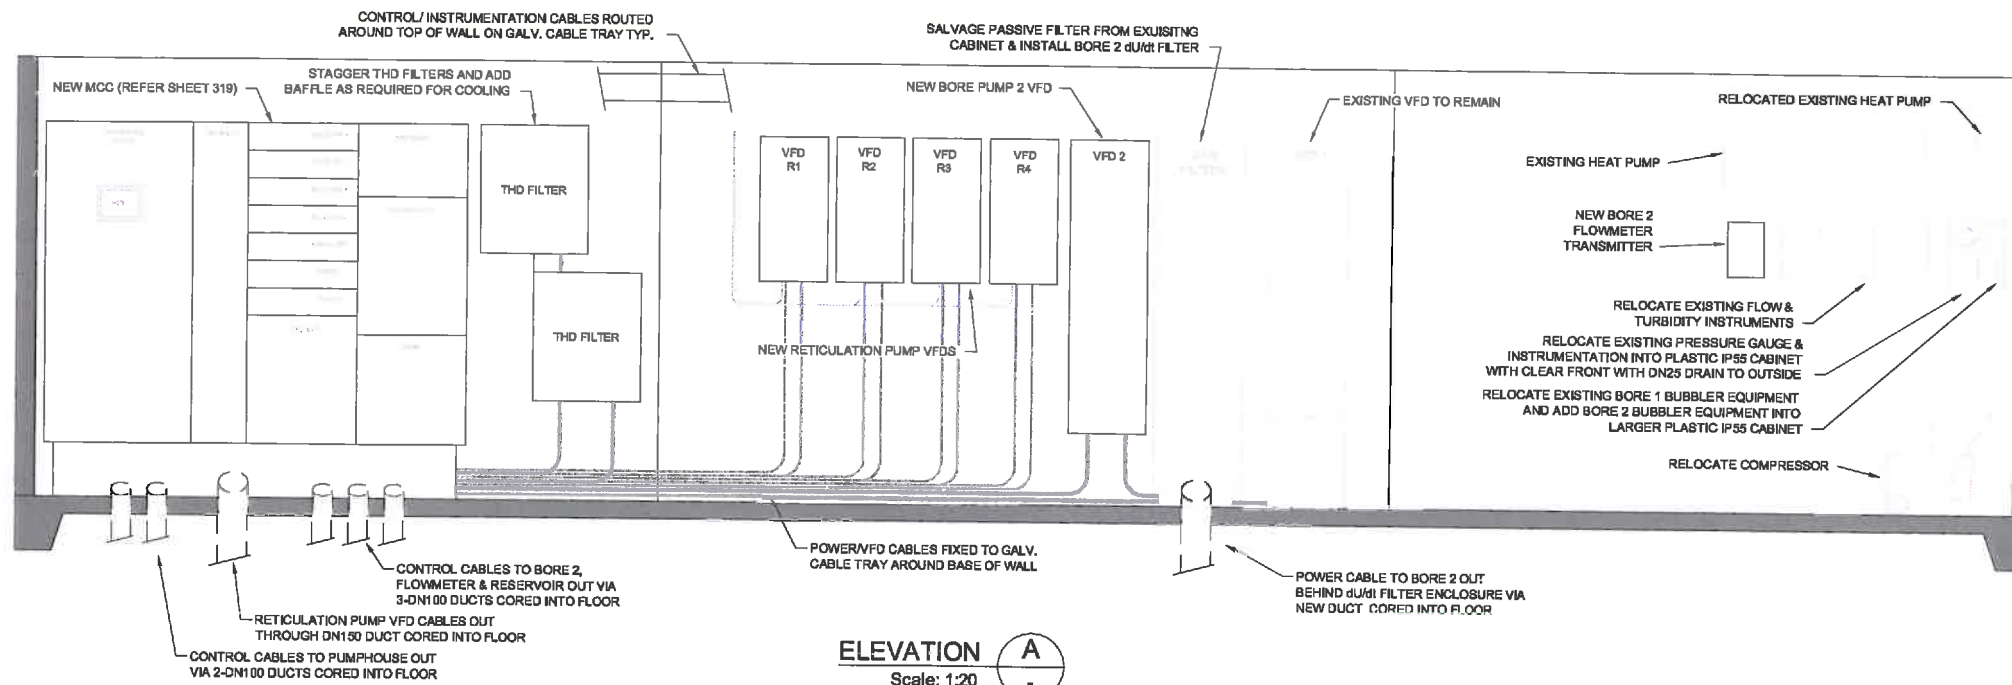 CONTROL/ INSTRUMENTATION CABLES ROUTED
AROUND TOP OF WALL ON GALV. CABLE TRAY TYP.
SALVAGE PASSIVE FILTER FROM EXUISITNG
CABINET & INSTALL BORE 2 dU/dt FILTER
NEW MCC (REFER SHEET 319)
STAGGER THD FILTERS AND ADD
BAFFLE AS REQUIRED FOR COOLING
NEW BORE PUMP 2 VFD
EXISTING VFD TO REMAIN
RELOCATED EXISTING HEAT PUMP
EXISTING HEAT PUMP
THD FILTER
THD FILTER
VFD
R1
VFD
R2
VFD
R3
VFD
R4
VFD 2
NEW BORE 2
FLOWMETER
TRANSMITTER
NEW RETICULATION PUMP VFDS
RELOCATE EXISTING FLOW &
TURBIDITY INSTRUMENTS
RELOCATE EXISTING PRESSURE GAUGE &
INSTRUMENTATION INTO PLASTIC IP55 CABINET
WITH CLEAR FRONT WITH DN25 DRAIN TO OUTSIDE
RELOCATE EXISTING BORE 1 BUBBLER EQUIPMENT
AND ADD BORE 2 BUBBLER EQUIPMENT INTO
LARGER PLASTIC IP55 CABINET
RELOCATE COMPRESSOR
POWER/VFD CABLES FIXED TO GALV.
CABLE TRAY AROUND BASE OF WALL
POWER CABLE TO BORE 2 OUT
BEHIND dU/dt FILTER ENCLOSURE VIA
NEW DUCT CORED INTO FLOOR
CONTROL CABLES TO BORE 2,
FLOWMETER & RESERVOIR OUT VIA
3-DN100 DUCTS CORED INTO FLOOR
RETICULATION PUMP VFD CABLES OUT
THROUGH DN150 DUCT CORED INTO FLOOR
CONTROL CABLES TO PUMPHOUSE OUT
VIA 2-DN100 DUCTS CORED INTO FLOOR
ELEVATION A
Scale: 1:20 -